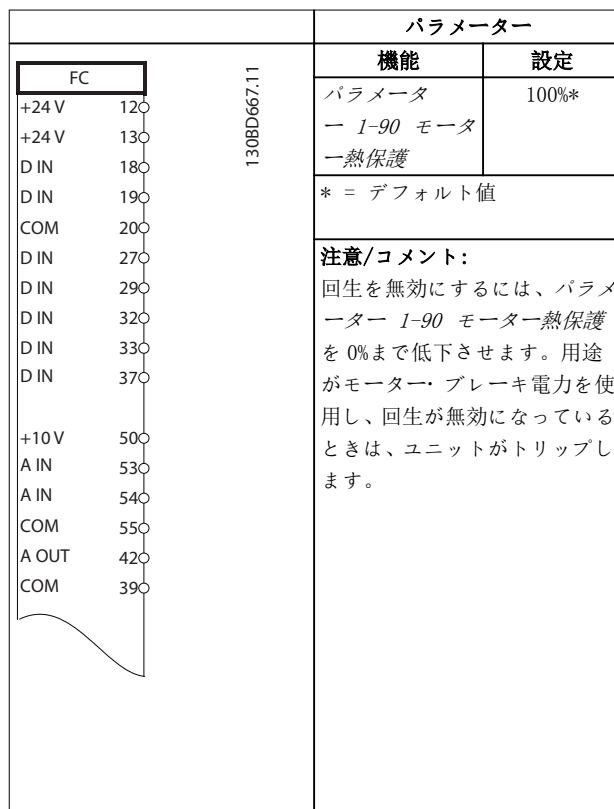 FC
+24 V 12
+24 V 13
D IN 18
D IN 19
COM 20
D IN 27
D IN 29
D IN 32
D IN 33
D IN 37
+10 V 50
A IN 53
A IN 54
COM 55
A OUT 42
COM 39
130BD667.11
パラメーター
機能 設定
パラメータ 100%*
ー 1-90 モータ
ー熱保護
* = デフォルト値
注意/コメント:
回生を無効にするには、パラメ
ーター 1-90 モーター熱保護
を 0%まで低下させます。用途
がモーター・ブレーキ電力を使
用し、回生が無効になっている
ときは、ユニットがトリップし
ます。